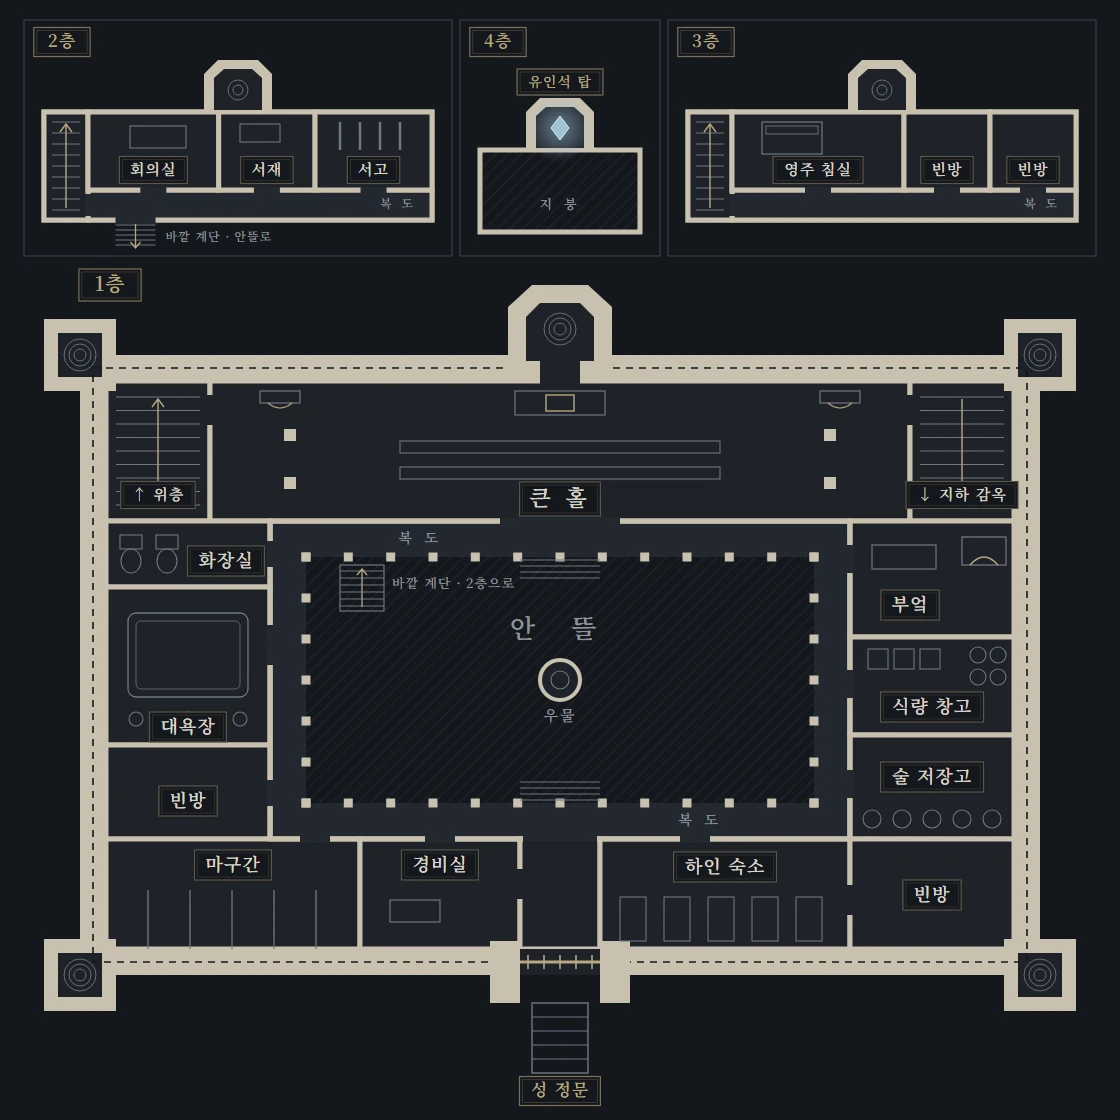 2층
회의실
서재
서고
복 도
바깥 계단 · 안뜰로
4층
유인석 탑
지 붕
3층
영주 침실
빈방
빈방
복 도
1층
↑ 위층
큰 홀
↓ 지하 감옥
복 도
화장실
바깥 계단 · 2층으로
안 뜰
부엌
우물
식량 창고
대욕장
술 저장고
빈방
복 도
마구간
경비실
하인 숙소
빈방
성 정문